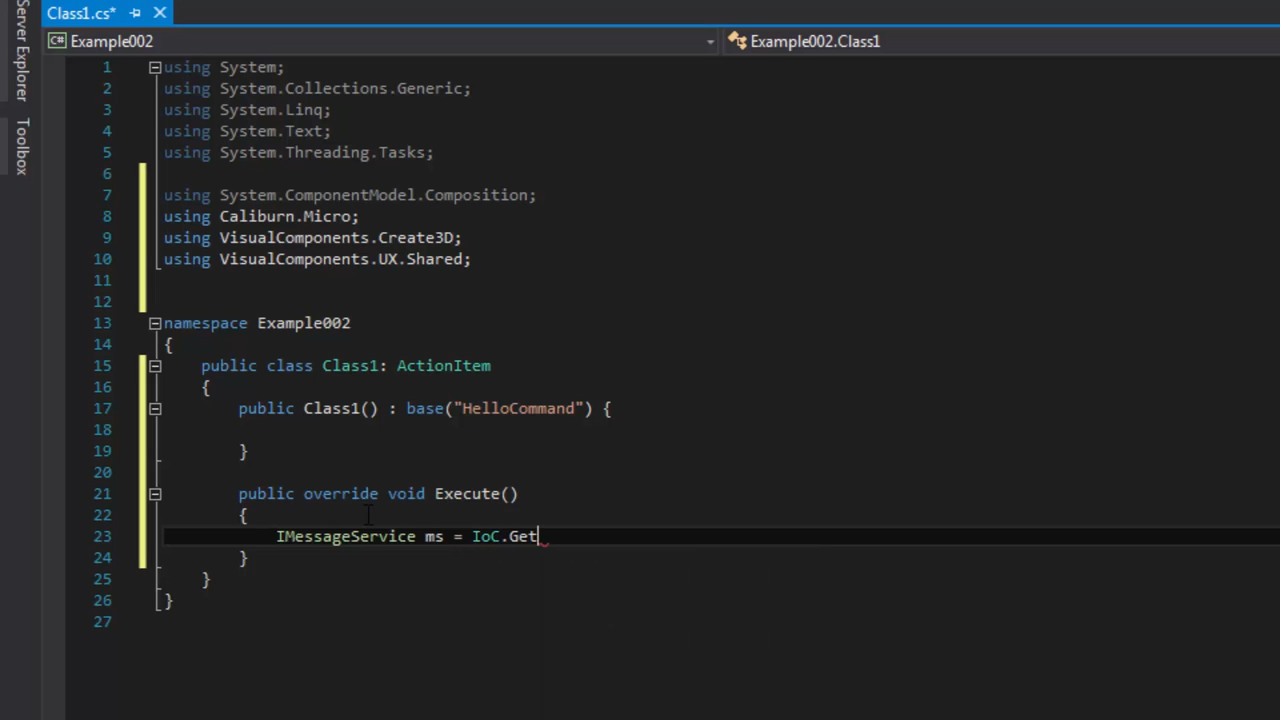 Class1.cs*
Server Explorer
Toolbox
C# Example002
Example002.Class1
1 using System;
2 using System.Collections.Generic;
3 using System.Linq;
4 using System.Text;
5 using System.Threading.Tasks;
6
7 using System.ComponentModel.Composition;
8 using Caliburn.Micro;
9 using VisualComponents.Create3D;
10 using VisualComponents.UX.Shared;
11
12
13 namespace Example002
14 {
15 public class Class1: ActionItem
16 {
17 public Class1() : base("HelloCommand") {
18
19 }
20
21 public override void Execute()
22 {
23 IMessageService ms = IoC.Get
24 }
25 }
26 }
27